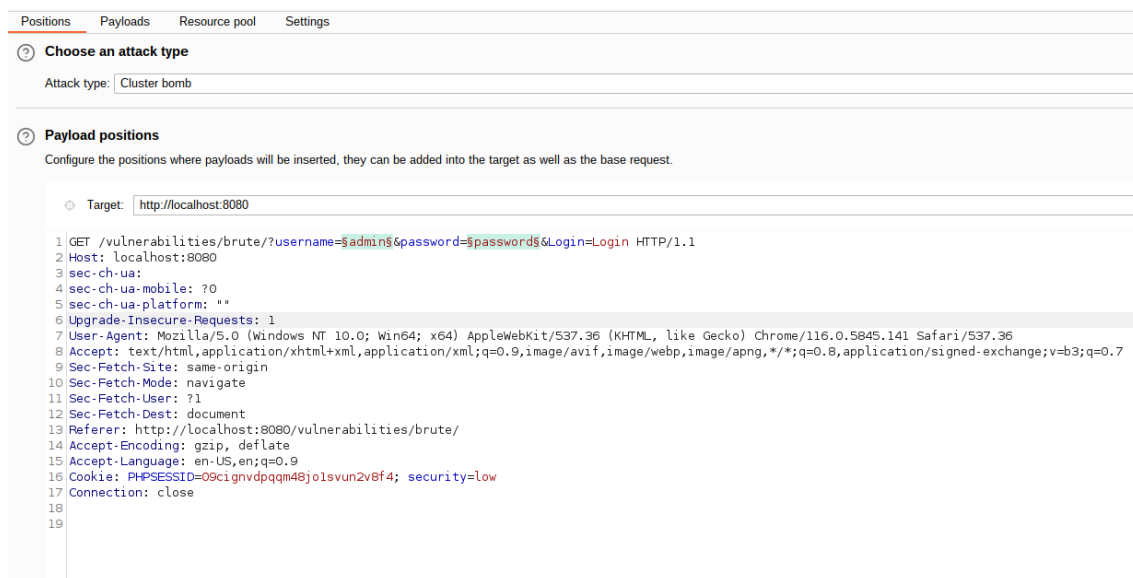 Positions Payloads Resource pool Settings
? Choose an attack type
Attack type: Cluster bomb
? Payload positions
Configure the positions where payloads will be inserted, they can be added into the target as well as the base request.
Target: http://localhost:8080
1 GET /vulnerabilities/brute/?username=§admin§&password=§password§&Login=Login HTTP/1.1
2 Host: localhost:8080
3 sec-ch-ua:
4 sec-ch-ua-mobile: ?0
5 sec-ch-ua-platform: ""
6 Upgrade-Insecure-Requests: 1
7 User-Agent: Mozilla/5.0 (Windows NT 10.0; Win64; x64) AppleWebKit/537.36 (KHTML, like Gecko) Chrome/116.0.5845.141 Safari/537.36
8 Accept: text/html,application/xhtml+xml,application/xml;q=0.9,image/avif,image/webp,image/apng,*/*;q=0.8,application/signed-exchange;v=b3;q=0.7
9 Sec-Fetch-Site: same-origin
10 Sec-Fetch-Mode: navigate
11 Sec-Fetch-User: ?1
12 Sec-Fetch-Dest: document
13 Referer: http://localhost:8080/vulnerabilities/brute/
14 Accept-Encoding: gzip, deflate
15 Accept-Language: en-US,en;q=0.9
16 Cookie: PHPSESSID=09cignvdpqqm48jo1svun2v8f4; security=low
17 Connection: close
18
19